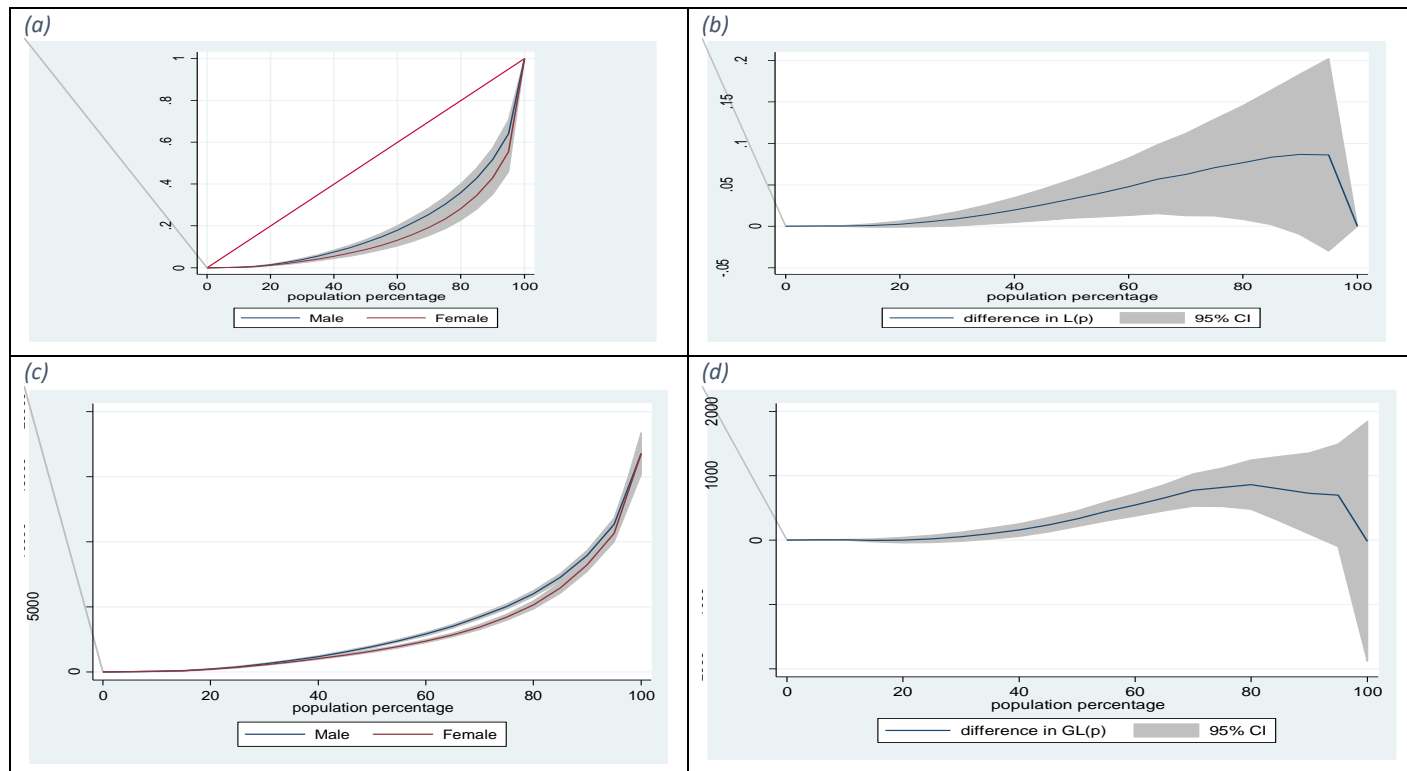 (a)
1
.8
.6
.4
.2
0
0 20 40 60 80 100
population percentage
Male Female
(b)
.2
.15
.1
.05
0
-.05
0 20 40 60 80 100
population percentage
difference in L(p) 95% CI
(c)
5000
0
0 20 40 60 80 100
population percentage
Male Female
(d)
2000
1000
0
0 20 40 60 80 100
population percentage
difference in GL(p) 95% CI